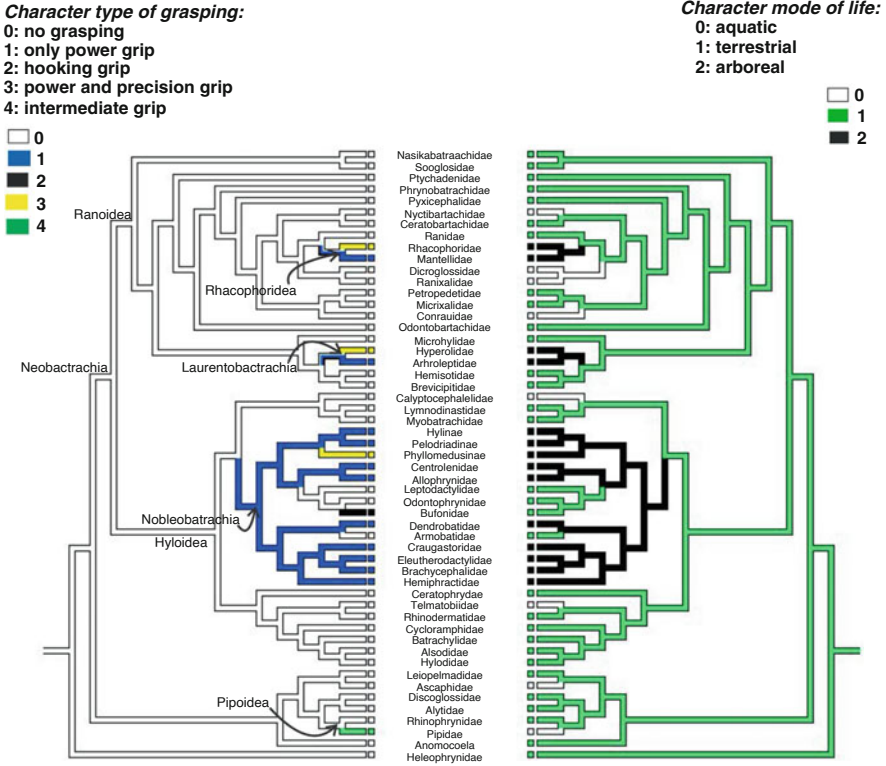 Character type of grasping:
0: no grasping
1: only power grip
2: hooking grip
3: power and precision grip
4: intermediate grip
0
1
2
3
4
Character mode of life:
0: aquatic
1: terrestrial
2: arboreal
0
1
2
Ranoidea
Rhacophoridea
Neobactrachia
Laurentobactrachia
Nobleobatrachia
Hyloidea
Pipoidea
Nasikabatraachidae
Sooglosidae
Ptychadenidae
Phrynobatrachidae
Pyxicephalidae
Nyctibartachidae
Ceratobartachidae
Ranidae
Rhacophoridae
Mantellidae
Dicroglossidae
Ranixalidae
Petropedetidae
Micrixalidae
Conrauidae
Odontobartachidae
Microhylidae
Hyperolidae
Arhroleptidae
Hemisotidae
Brevicipitidae
Calyptocephalelidae
Lymnodinastidae
Myobatrachidae
Hylinae
Pelodriadinae
Phyllomedusinae
Centrolenidae
Allophrynidae
Leptodactylidae
Odontophrynidae
Bufonidae
Dendrobatidae
Armobatidae
Craugastoridae
Eleutherodactylidae
Brachycephalidae
Hemiphractidae
Ceratophrydae
Telmatobiidae
Rhinodermatidae
Cycloramphidae
Batrachylidae
Alsodidae
Hylodidae
Leiopelmadidae
Ascaphidae
Discoglossidae
Alytidae
Rhinophrynidae
Pipidae
Anomocoela
Heleophrynidae